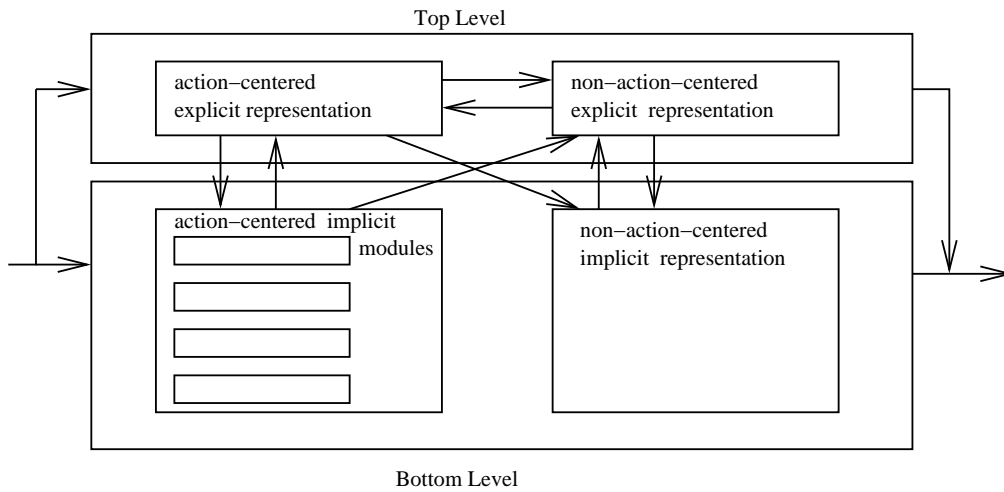 Top Level
action−centered
explicit representation
non−action−centered
explicit representation
action−centered implicit
modules
non−action−centered
implicit representation
Bottom Level